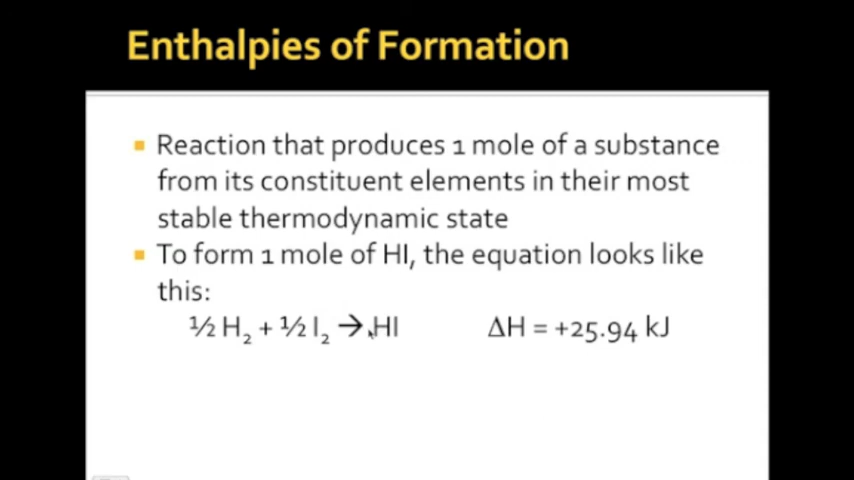 Enthalpies of Formation
Reaction that produces 1 mole of a substance
from its constituent elements in their most
stable thermodynamic state
To form 1 mole of HI, the equation looks like
this:
½ H₂ + ½ I₂ → HI ΔH = +25.94 kJ